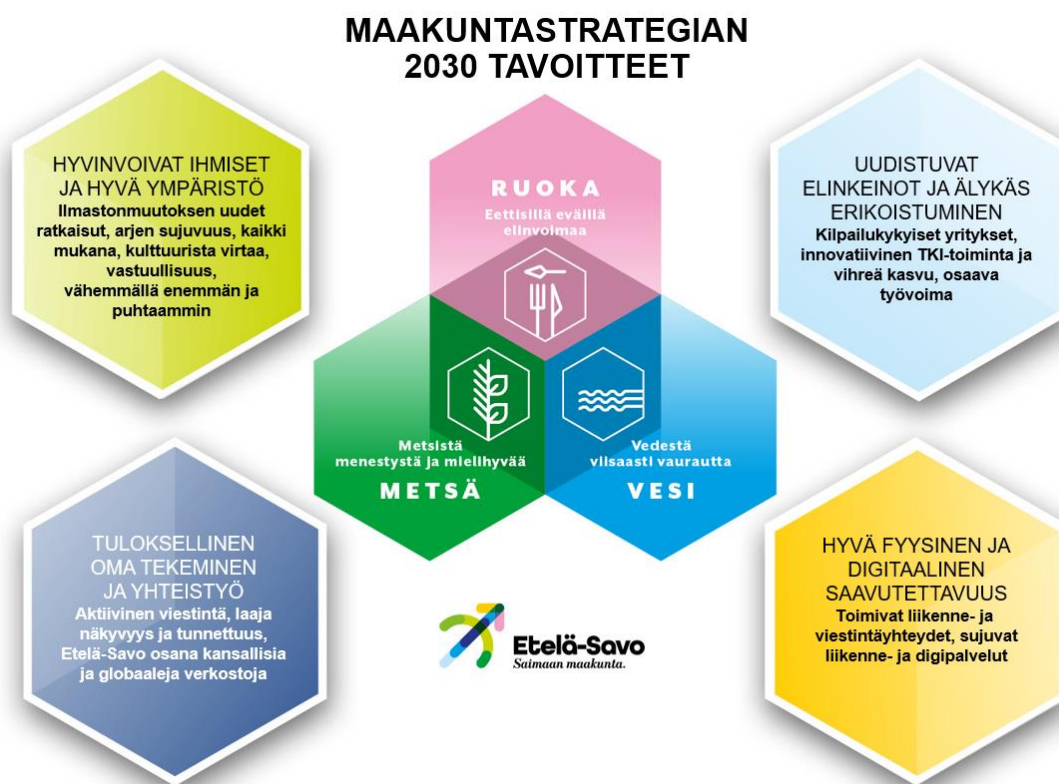 MAAKUNTASTRATEGIAN
2030 TAVOITTEET
HYVINVOIVAT IHMISET
JA HYVÄ YMPÄRISTÖ
Ilmastonmuutoksen uudet
ratkaisut, arjen sujuvuus, kaikki
mukana, kulttuurista virtaa,
vastuullisuus,
vähemmällä enemmän ja
puhtaammin
RUOKA
Eettisillä eväillä
elinvoimaa
UUDISTUVAT
ELINKEINOT JA ÄLYKÄS
ERIKOISTUMINEN
Kilpailukykyiset yritykset,
innovatiivinen TKI-toiminta ja
vihreä kasvu, osaava
työvoima
Metsistä
menestystä ja mielihyvää
METSÄ
Vedestä
viisaasti vaurautta
VESI
TULOKSELLINEN
OMA TEKEMINEN
JA YHTEISTYÖ
Aktiivinen viestintä, laaja
näkyvyys ja tunnettuus,
Etelä-Savo osana kansallisia
ja globaaleja verkostoja
HYVÄ FYYSINEN JA
DIGITAALINEN
SAAVUTETTAVUUS
Toimivat liikenne- ja
viestintäyhteydet, sujuvat
liikenne- ja digipalvelut
Etelä-Savo
Saimaan maakunta.